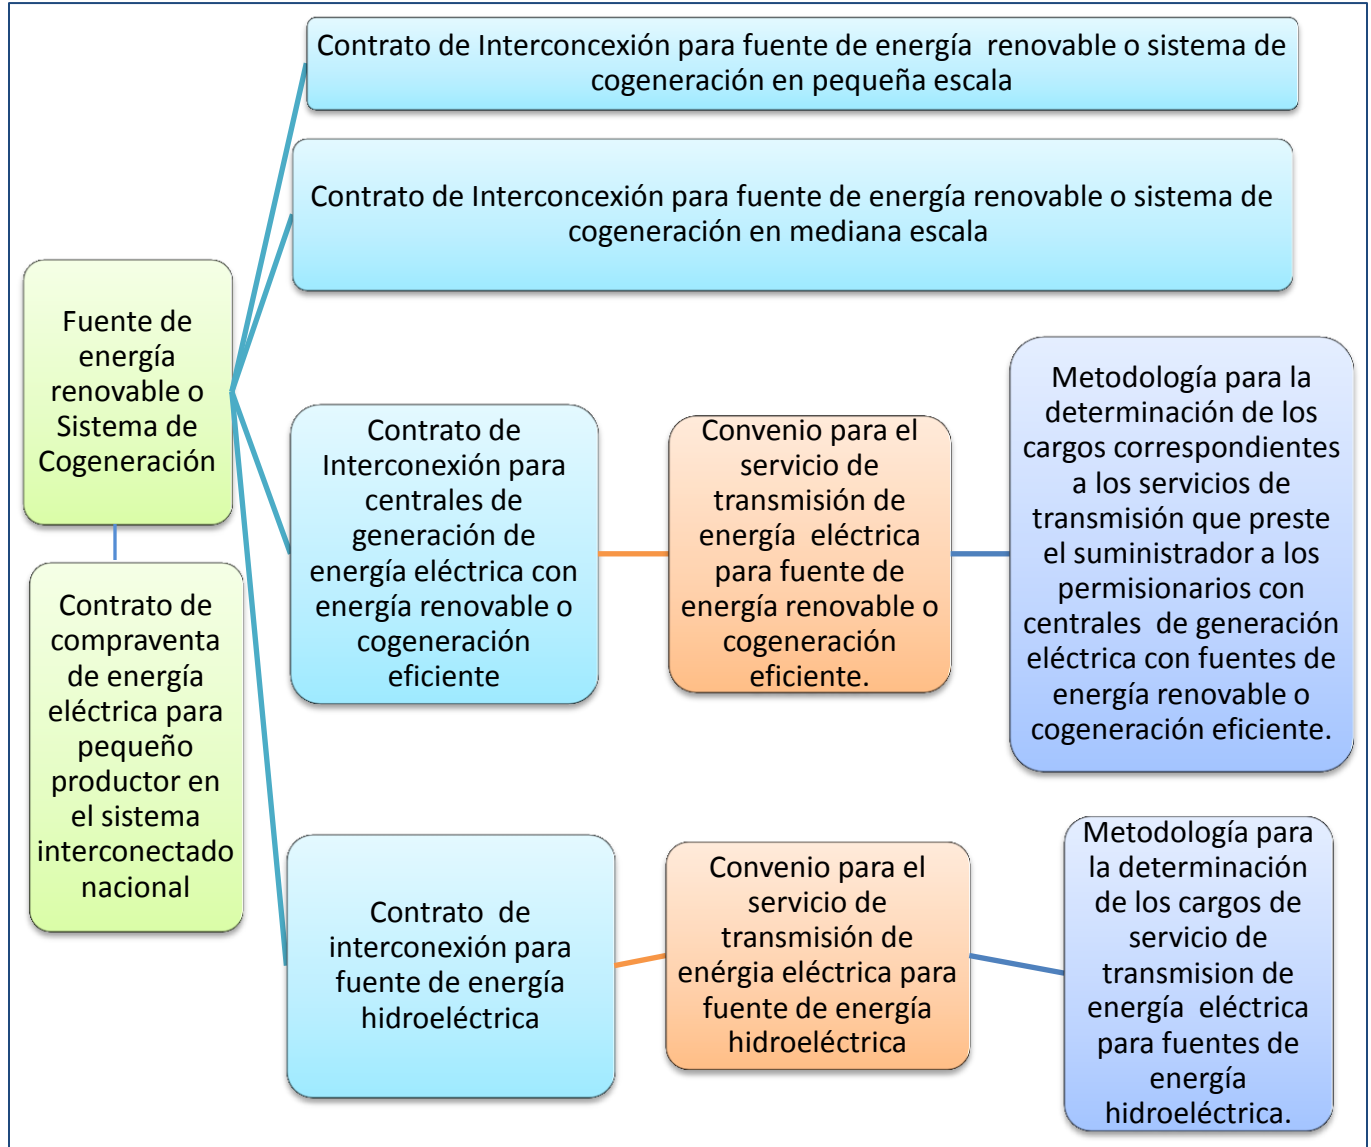 Contrato de Interconcexión para fuente de energía renovable o sistema de
cogeneración en pequeña escala
Contrato de Interconcexión para fuente de energía renovable o sistema de
cogeneración en mediana escala
Fuente de
energía
renovable o
Sistema de
Cogeneración
Contrato de
compraventa
de energía
eléctrica para
pequeño
productor en
el sistema
interconectado
nacional
Contrato de
Interconexión para
centrales de
generación de
energía eléctrica con
energía renovable o
cogeneración
eficiente
Convenio para el
servicio de
transmisión de
energía eléctrica
para fuente de
energía renovable o
cogeneración
eficiente.
Metodología para la
determinación de los
cargos correspondientes
a los servicios de
transmisión que preste
el suministrador a los
permisionarios con
centrales de generación
eléctrica con fuentes de
energía renovable o
cogeneración eficiente.
Contrato de
interconexión para
fuente de energía
hidroeléctrica
Convenio para el
servicio de
transmisión de
enérgia eléctrica para
fuente de energía
hidroeléctrica
Metodología para
la determinación
de los cargos de
servicio de
transmision de
energía eléctrica
para fuentes de
energía
hidroeléctrica.